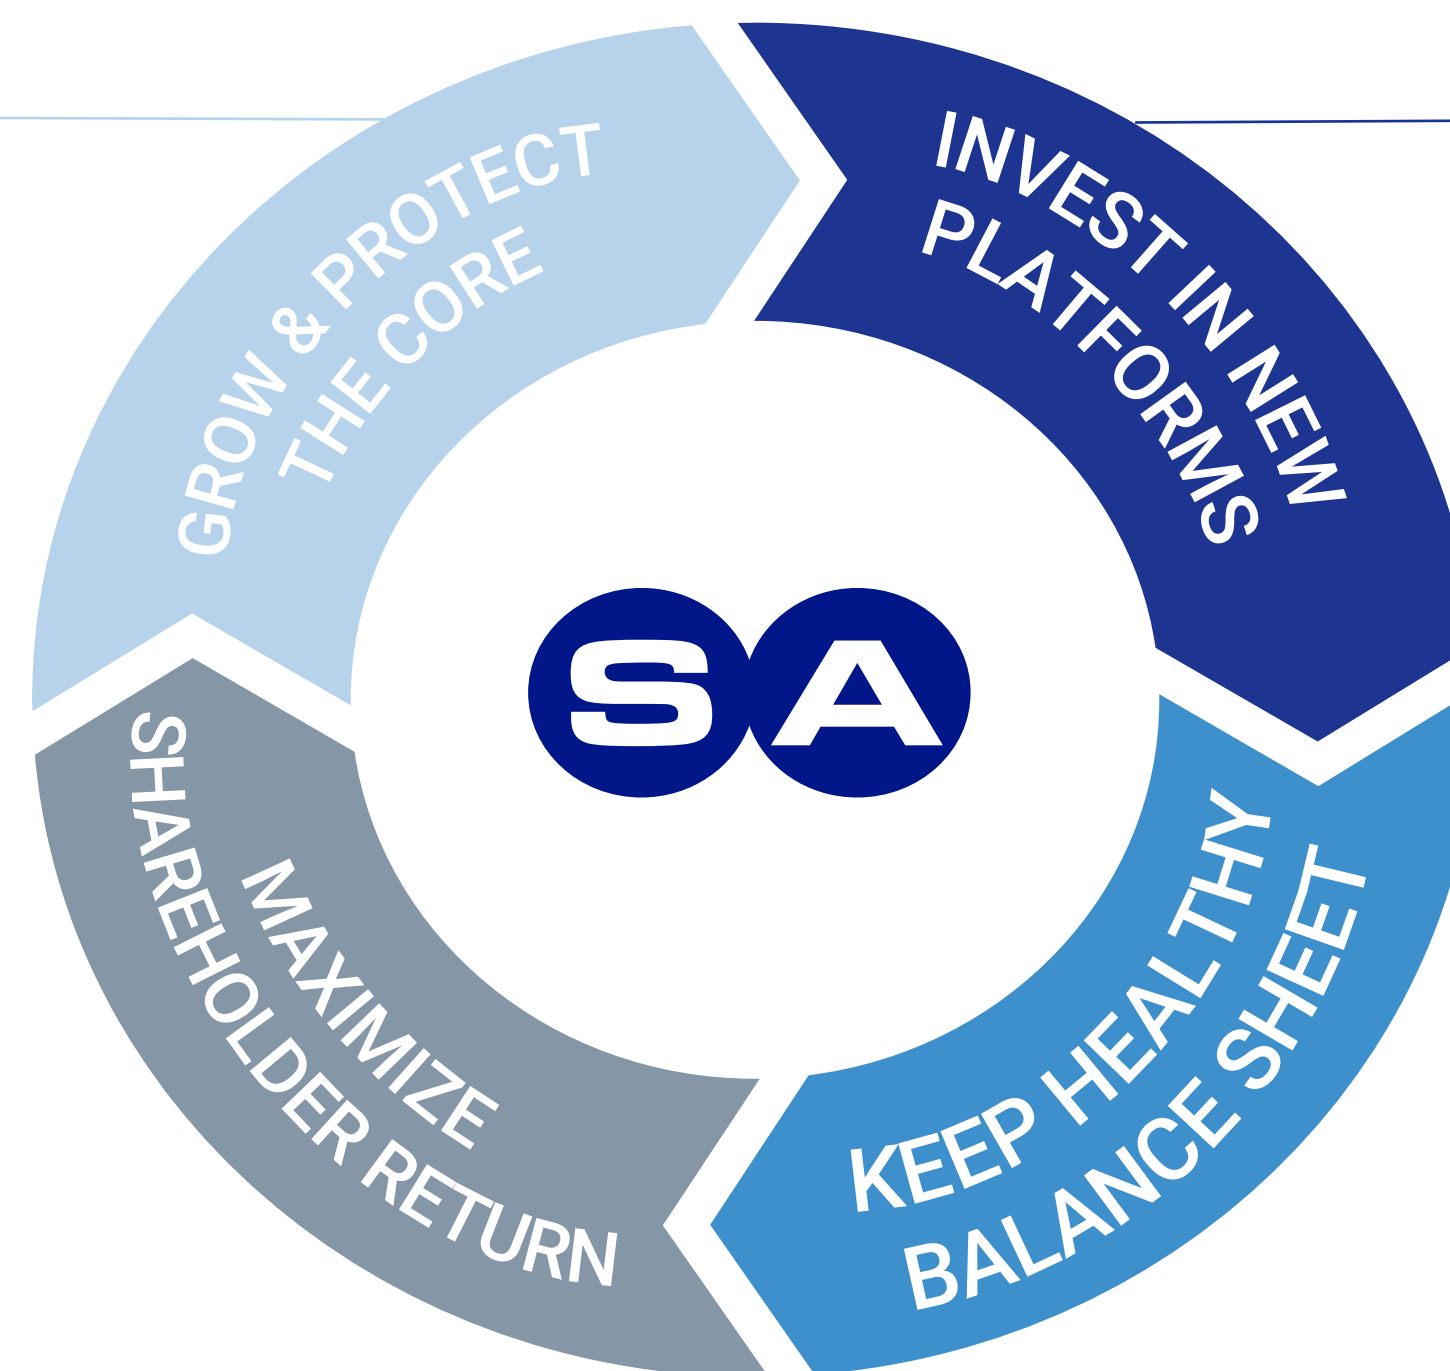 GROW & PROTECT
THE CORE
INVEST IN NEW
PLATFORMS
SA
MAXIMIZE
SHAREHOLDER RETURN
KEEP HEALTHY
BALANCE SHEET